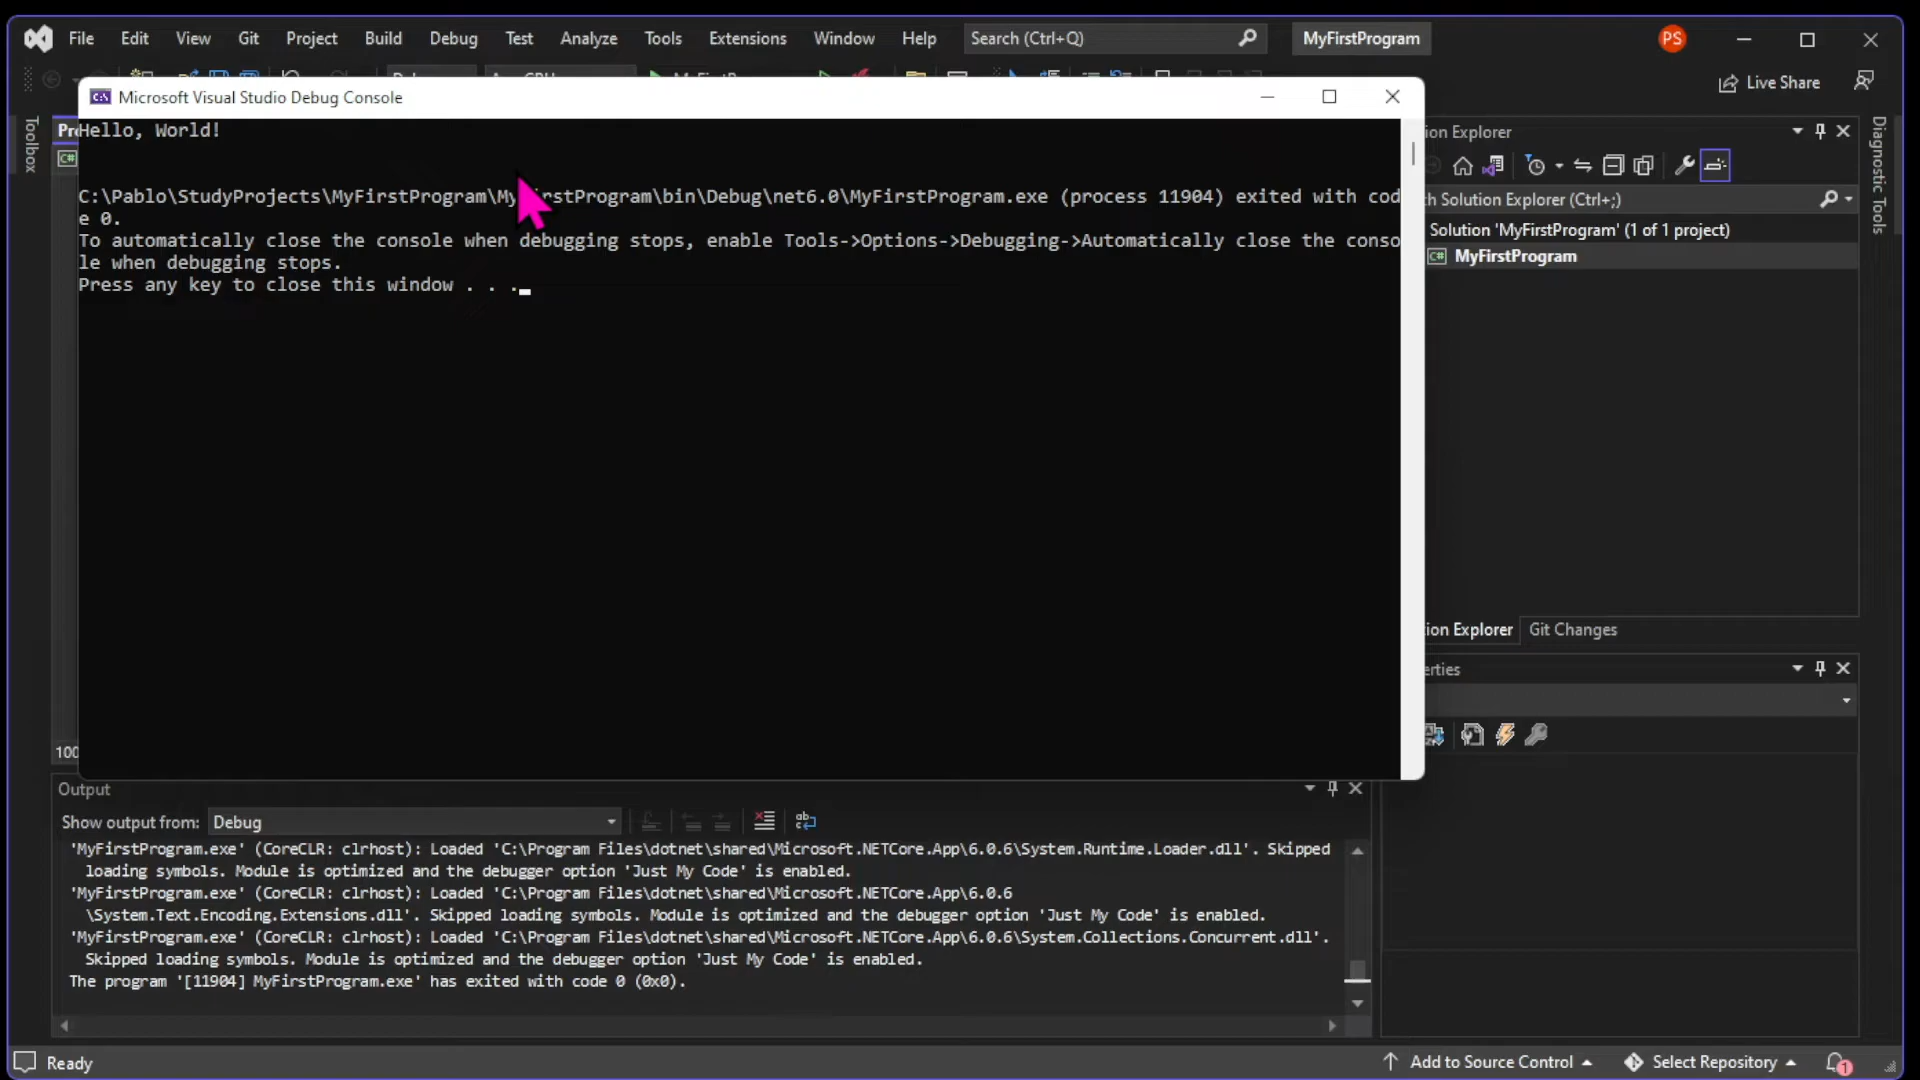 File Edit View Git Project Build Debug Test Analyze Tools Extensions Window Help Search (Ctrl+Q) MyFirstProgram PS
Live Share
Microsoft Visual Studio Debug Console
Toolbox
Hello, World!
C:\Pablo\StudyProjects\MyFirstProgram\MyFirstProgram\bin\Debug\net6.0\MyFirstProgram.exe (process 11904) exited with cod
e 0.
To automatically close the console when debugging stops, enable Tools->Options->Debugging->Automatically close the conso
le when debugging stops.
Press any key to close this window . . .
ion Explorer
h Solution Explorer (Ctrl+;)
Solution 'MyFirstProgram' (1 of 1 project)
C# MyFirstProgram
ion Explorer Git Changes
erties
Diagnostic Tools
100
Output
Show output from: Debug
'MyFirstProgram.exe' (CoreCLR: clrhost): Loaded 'C:\Program Files\dotnet\shared\Microsoft.NETCore.App\6.0.6\System.Runtime.Loader.dll'. Skipped
loading symbols. Module is optimized and the debugger option 'Just My Code' is enabled.
'MyFirstProgram.exe' (CoreCLR: clrhost): Loaded 'C:\Program Files\dotnet\shared\Microsoft.NETCore.App\6.0.6
\System.Text.Encoding.Extensions.dll'. Skipped loading symbols. Module is optimized and the debugger option 'Just My Code' is enabled.
'MyFirstProgram.exe' (CoreCLR: clrhost): Loaded 'C:\Program Files\dotnet\shared\Microsoft.NETCore.App\6.0.6\System.Collections.Concurrent.dll'.
Skipped loading symbols. Module is optimized and the debugger option 'Just My Code' is enabled.
The program '[11904] MyFirstProgram.exe' has exited with code 0 (0x0).
Ready
Add to Source Control Select Repository 1